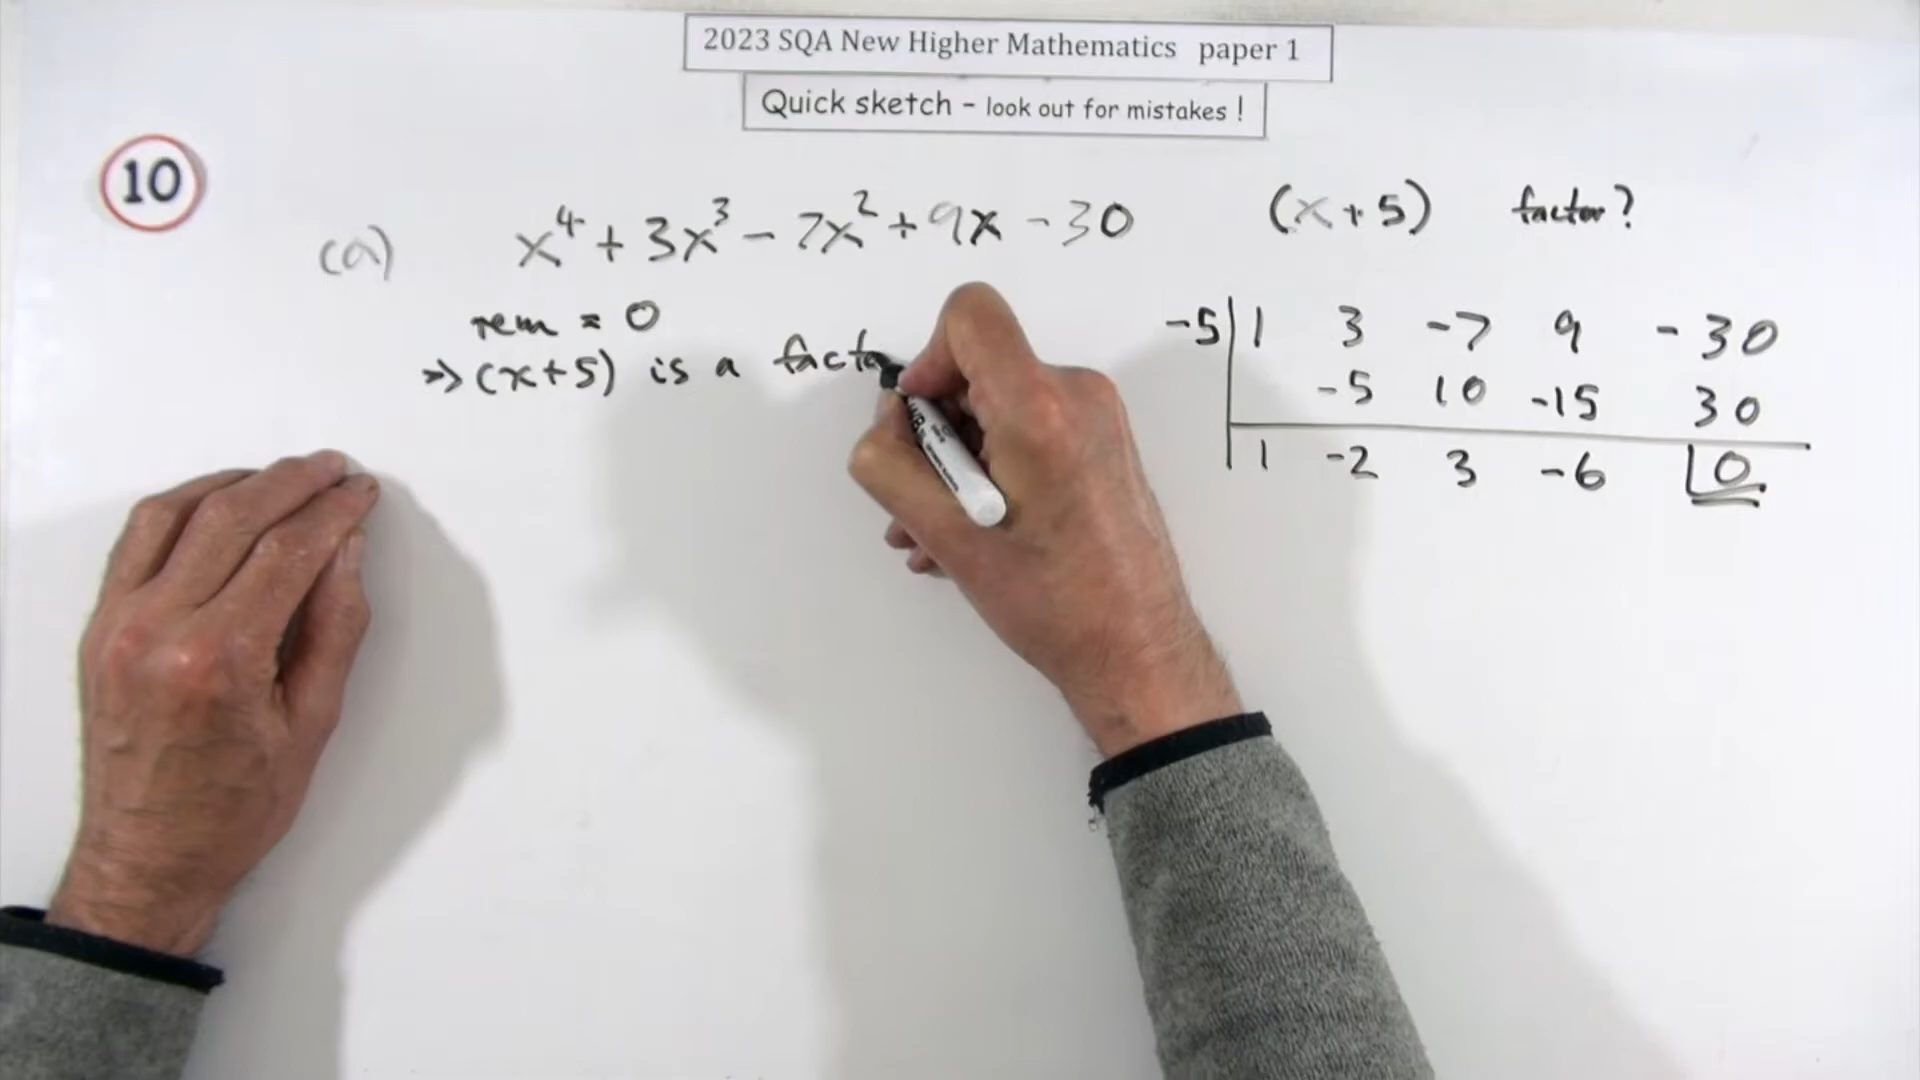 2023 SQA New Higher Mathematics paper 1
Quick sketch - look out for mistakes !
10
(a) x⁴ + 3x³ - 7x² + 9x - 30 (x + 5) factor?
rem = 0
⇒ (x+5) is a facto
-5 | 1 3 -7 9 -30
-5 10 -15 30
1 -2 3 -6 | 0